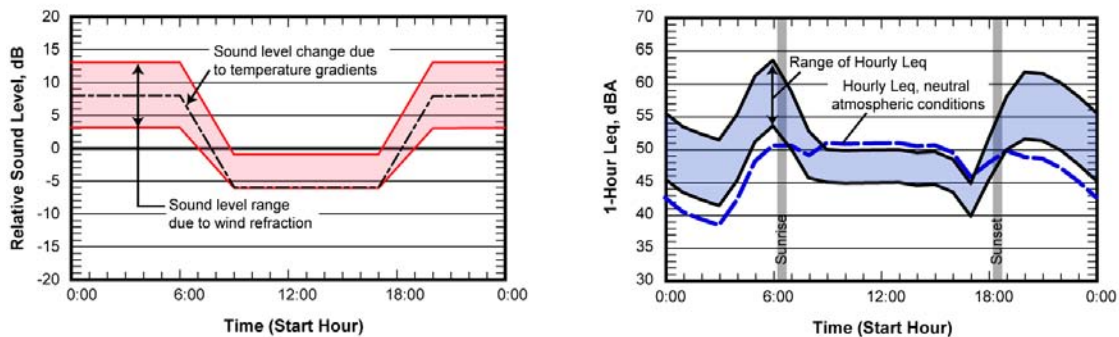 Relative Sound Level, dB
20
15
10
5
0
-5
-10
-15
20
Sound level change due
to temperature gradients
Sound level range
due to wind refraction
0:00 6:00 12:00 18:00 0:00
Time (Start Hour)
1-Hour Leq, dBA
70
65
60
55
50
45
40
35
30
Range of Hourly Leq
Hourly Leq, neutral
atmospheric conditions
Sunrise
Sunset
0:00 6:00 12:00 18:00 0:00
Time (Start Hour)